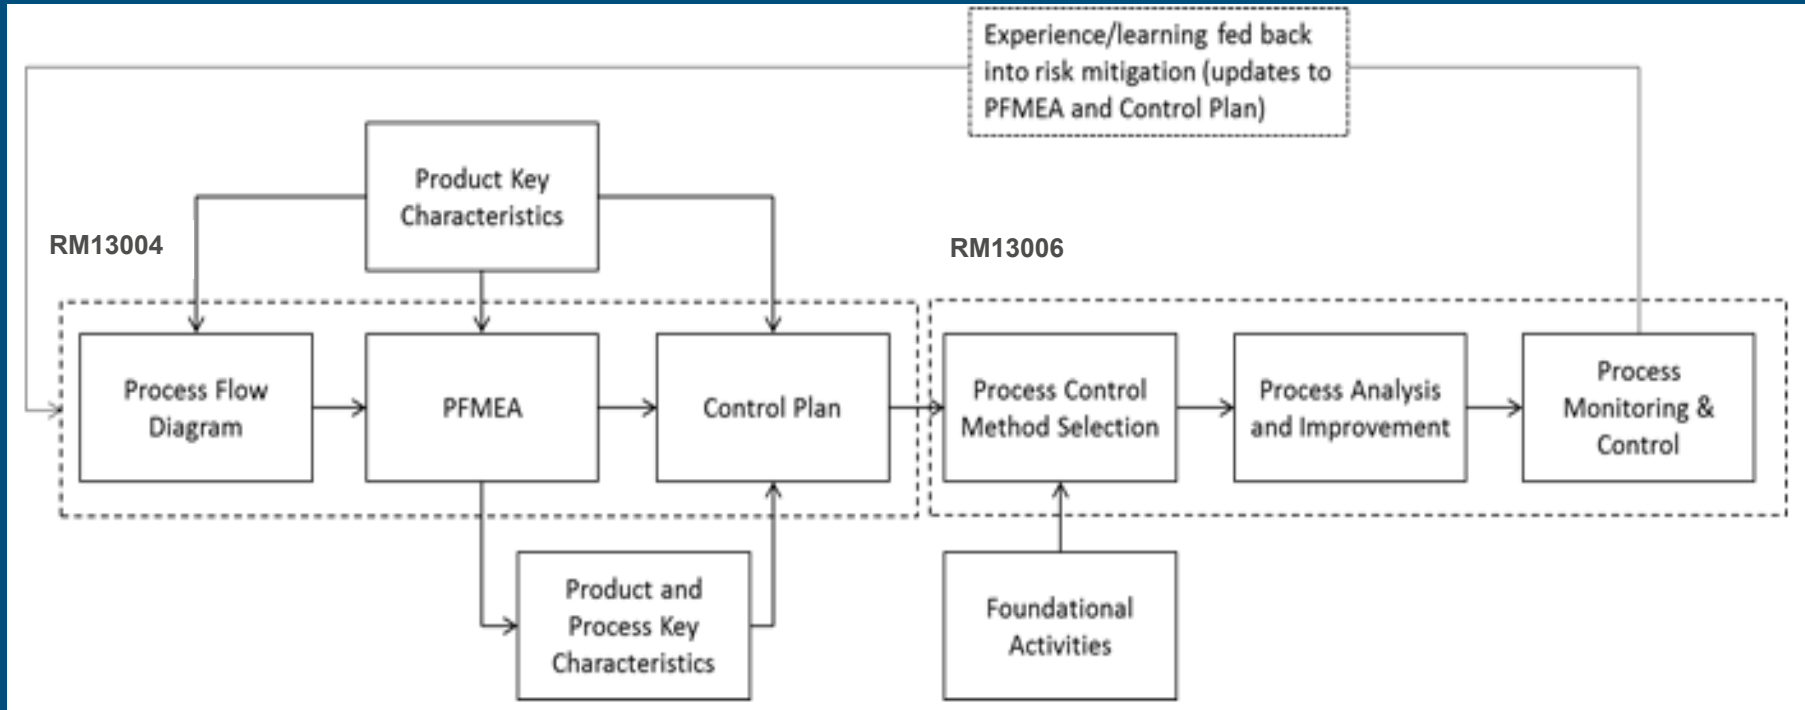 Experience/learning fed back
into risk mitigation (updates to
PFMEA and Control Plan)
Product Key
Characteristics
RM13004
RM13006
Process Flow
Diagram
PFMEA
Control Plan
Process Control
Method Selection
Process Analysis
and Improvement
Process
Monitoring &
Control
Product and
Process Key
Characteristics
Foundational
Activities